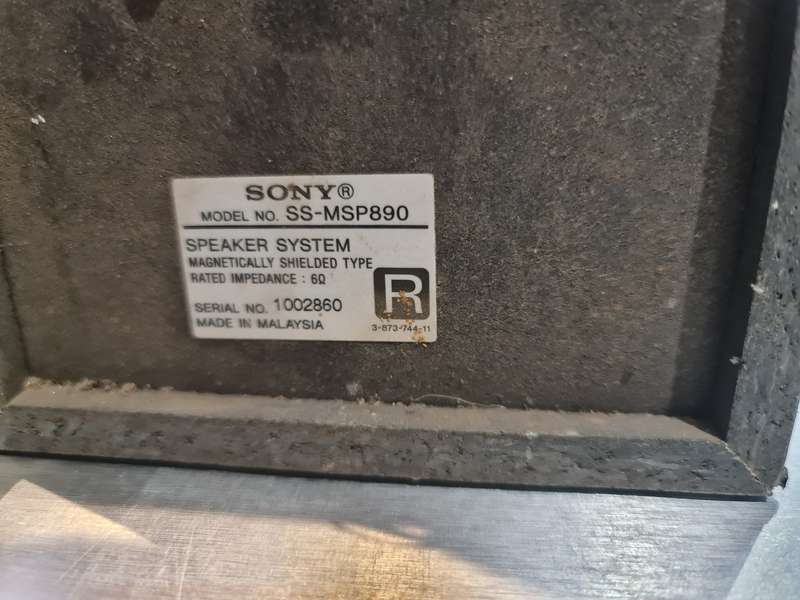 SONY®
MODEL NO. SS-MSP890
SPEAKER SYSTEM
MAGNETICALLY SHIELDED TYPE
RATED IMPEDANCE : 6Ω
R
SERIAL NO. 1002860
MADE IN MALAYSIA
3-873-744-11